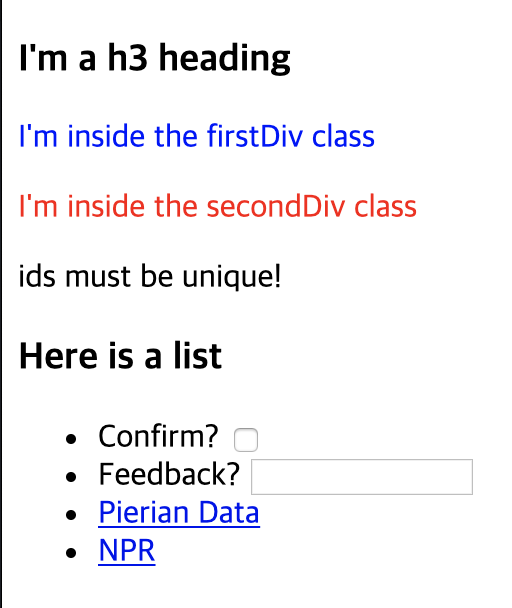 I'm a h3 heading
I'm inside the firstDiv class
I'm inside the secondDiv class
ids must be unique!
Here is a list
Confirm?
Feedback?
Pierian Data
NPR